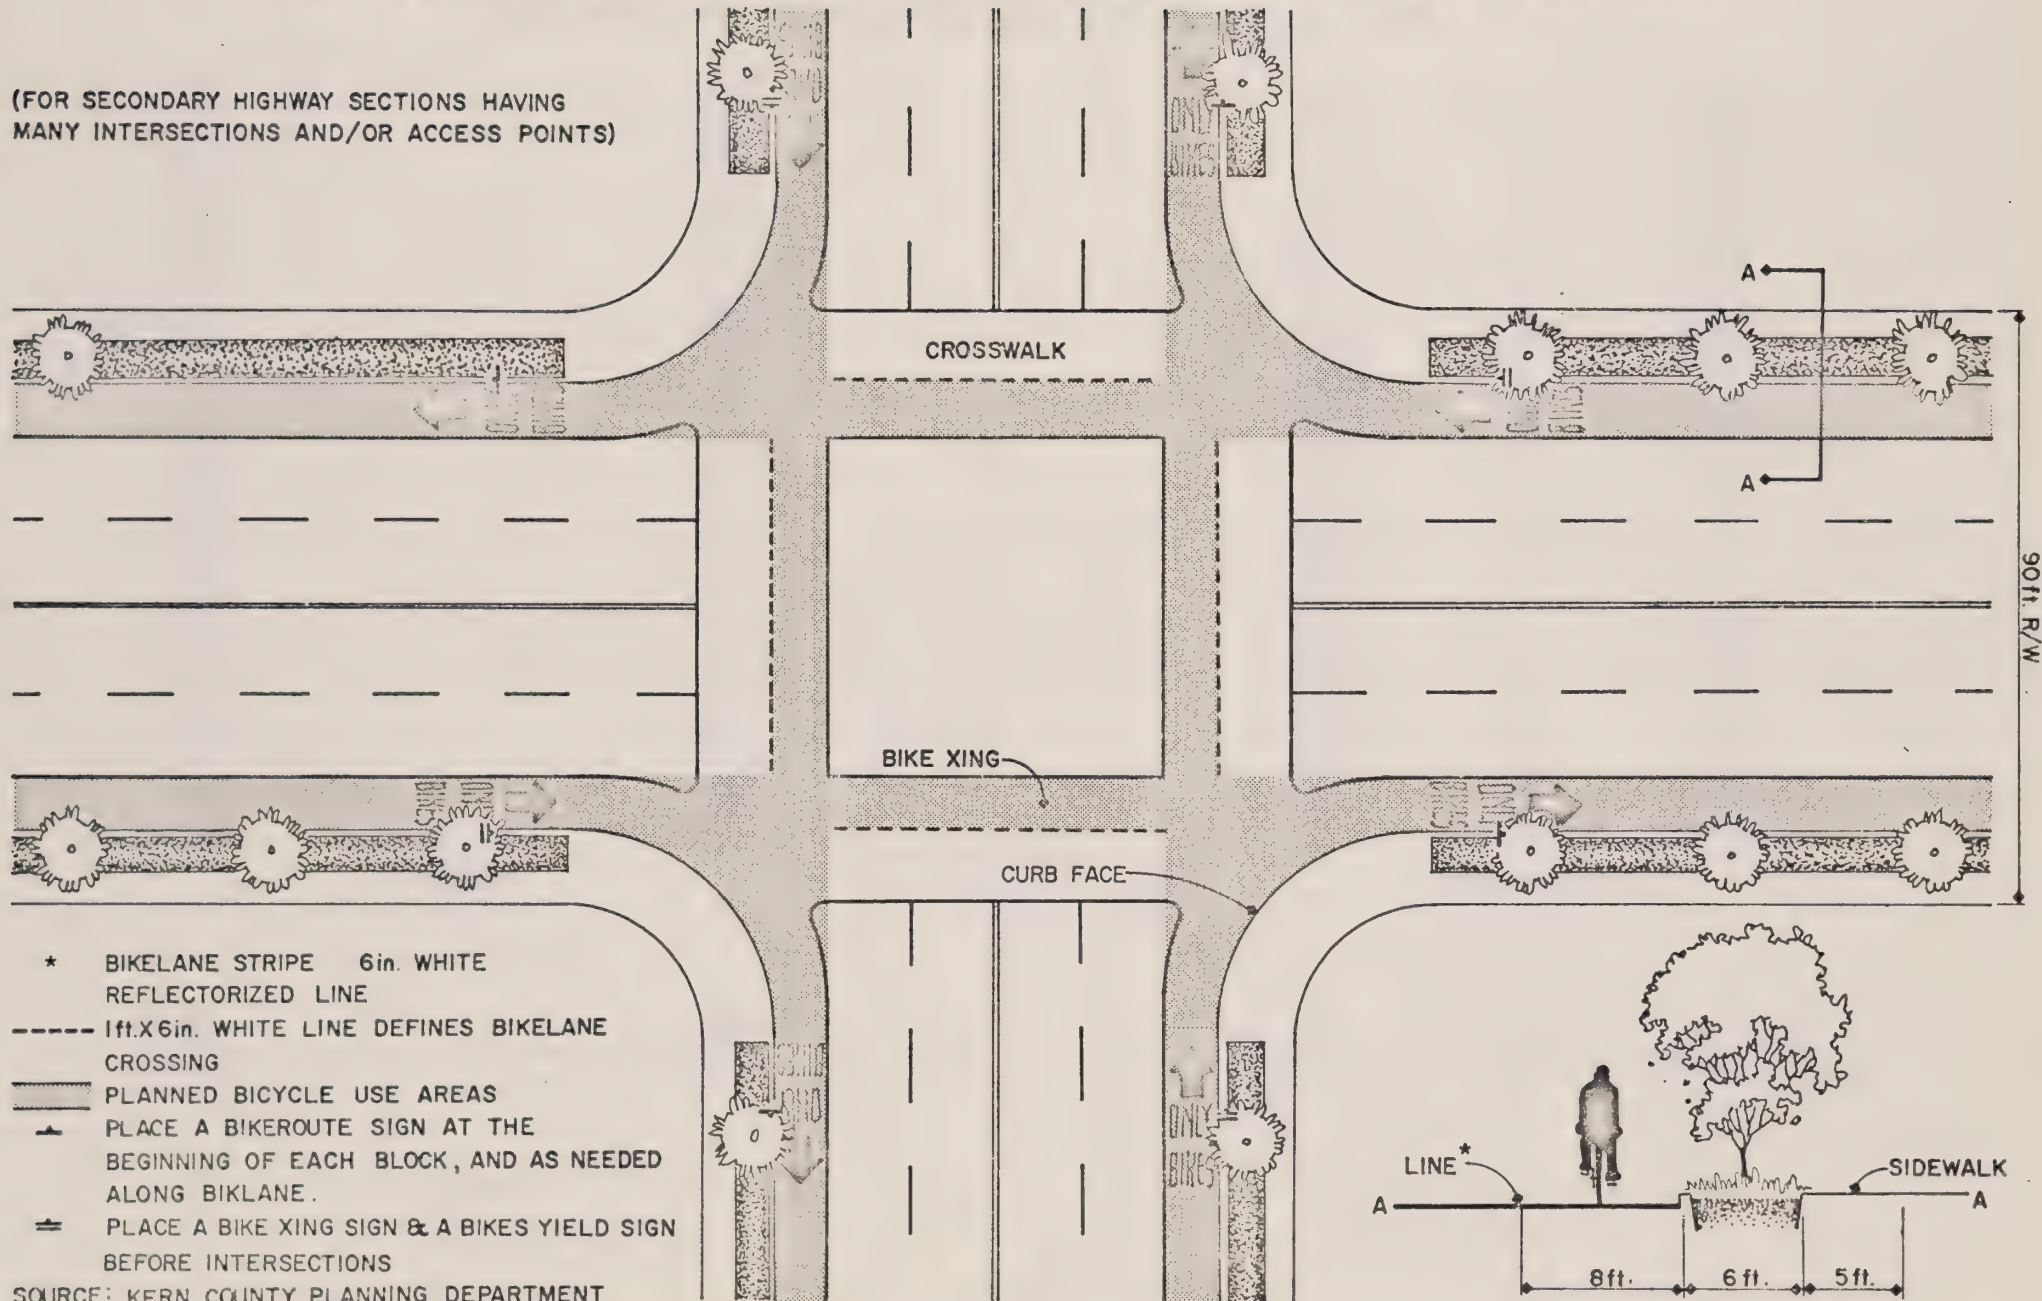 (FOR SECONDARY HIGHWAY SECTIONS HAVING
MANY INTERSECTIONS AND/OR ACCESS POINTS)
ONLY
BIKES
A
CROSSWALK
A
90ft. R/W
BIKE XING
CURB FACE
* BIKELANE STRIPE 6in. WHITE
REFLECTORIZED LINE
1ft.X6in. WHITE LINE DEFINES BIKELANE
CROSSING
PLANNED BICYCLE USE AREAS
PLACE A BIKEROUTE SIGN AT THE
BEGINNING OF EACH BLOCK, AND AS NEEDED
ALONG BIKLANE.
PLACE A BIKE XING SIGN & A BIKES YIELD SIGN
BEFORE INTERSECTIONS
SOURCE: KERN COUNTY PLANNING DEPARTMENT
ONLY
BIKES
LINE*
SIDEWALK
A
A
8ft.
6ft.
5ft.